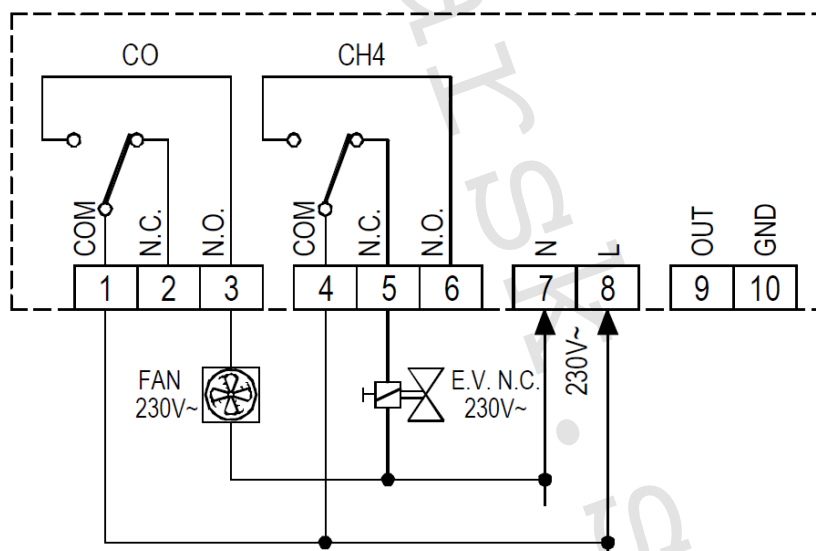 CO CH4
COM N.C. N.O. COM N.C. N.O. N L OUT GND
1 2 3 4 5 6 7 8 9 10
FAN
230V~
E.V. N.C.
230V~
230V~